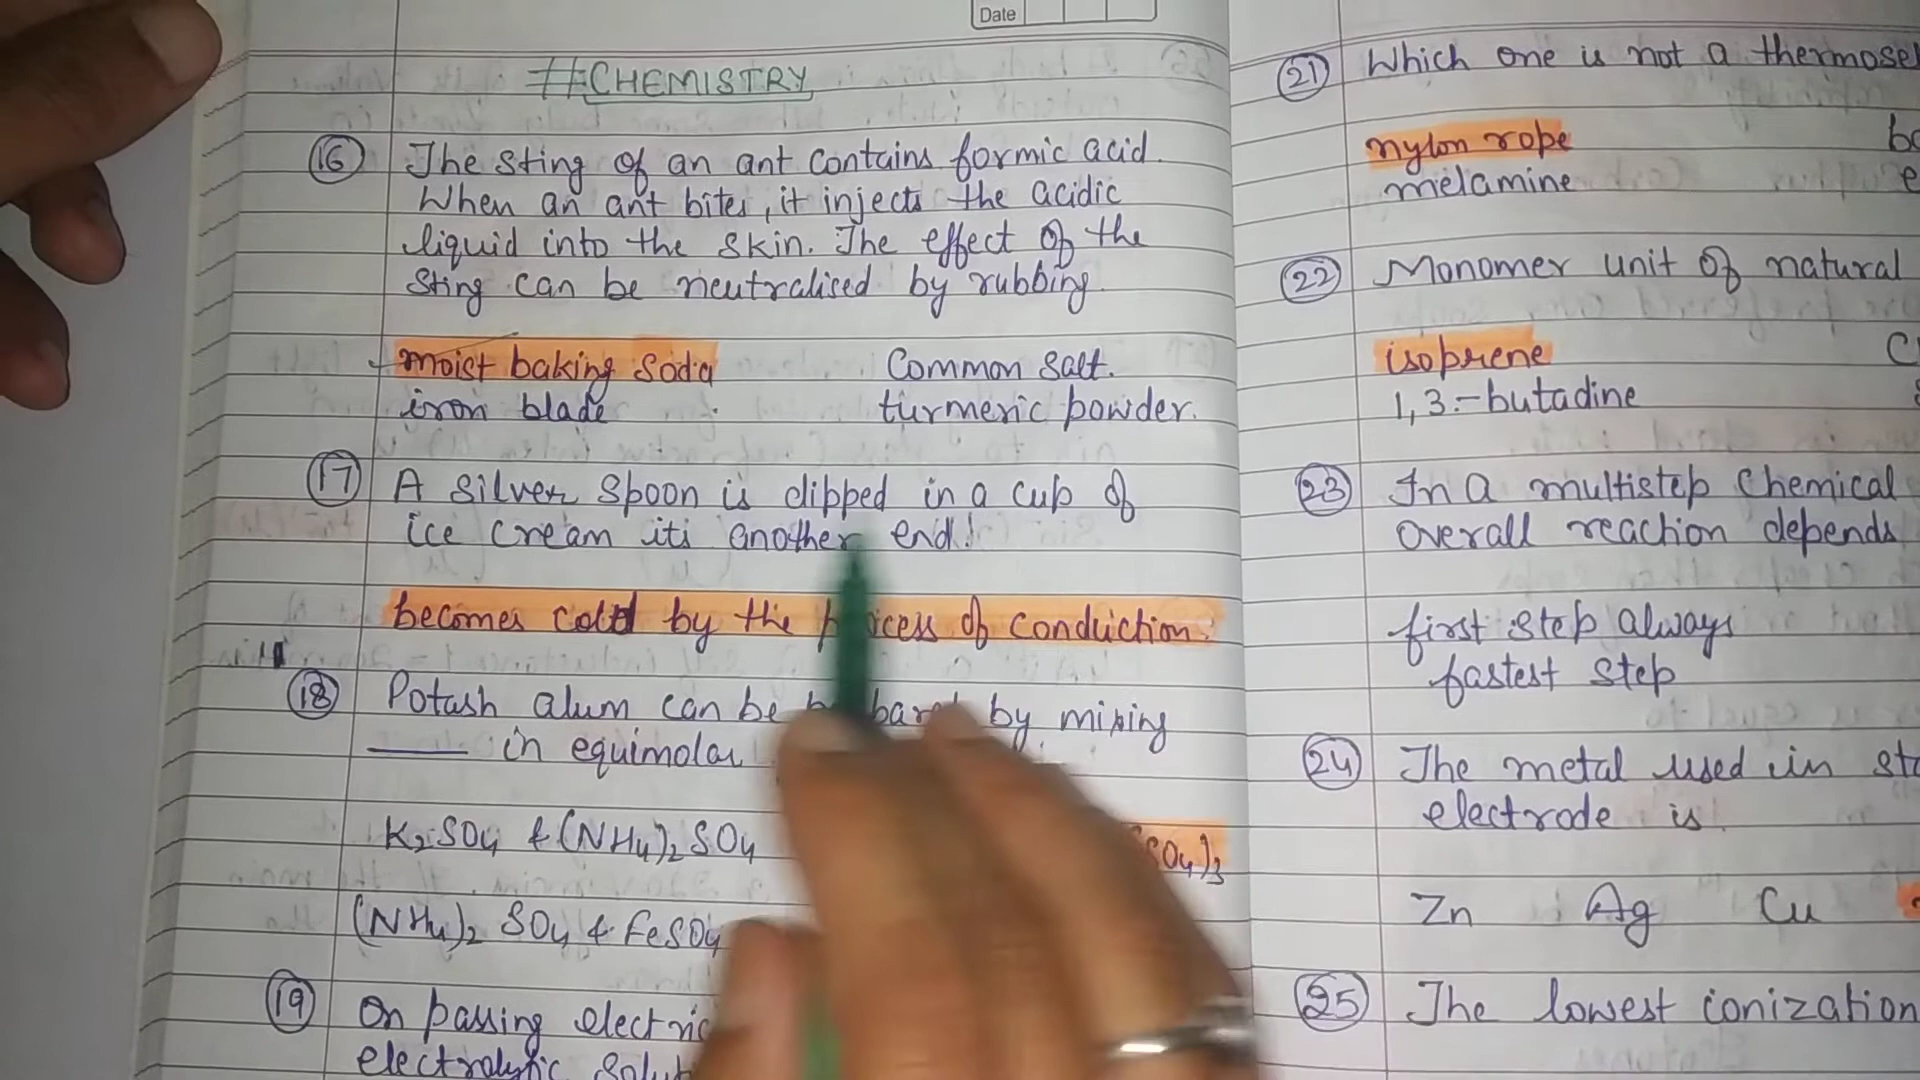 Date
#CHEMISTRY
16 The sting of an ant contains formic acid.
When an ant bites, it injects the acidic
liquid into the skin. The effect of the
sting can be neutralised by rubbing
moist baking soda Common salt.
iron blade turmeric powder.
17 A silver spoon is dipped in a cup of
ice cream its another end!
becomes cold by the of conduction.
18 Potash alum can be by mixing
in equimolar
K2SO4 & (NH4)2 SO4 SO4)3
(NH4)2 SO4 & FeSO4
19 On passing
electrolytic
21 Which one is not a
nylon rope
melamine
22 Monomer unit of natural
isoprene
1,3:-butadine
23 In a multistep Chemical
overall reaction depends
first step always
fastest step
24 The metal used in
electrode is
Zn Ag Cu
25 The lowest ionization